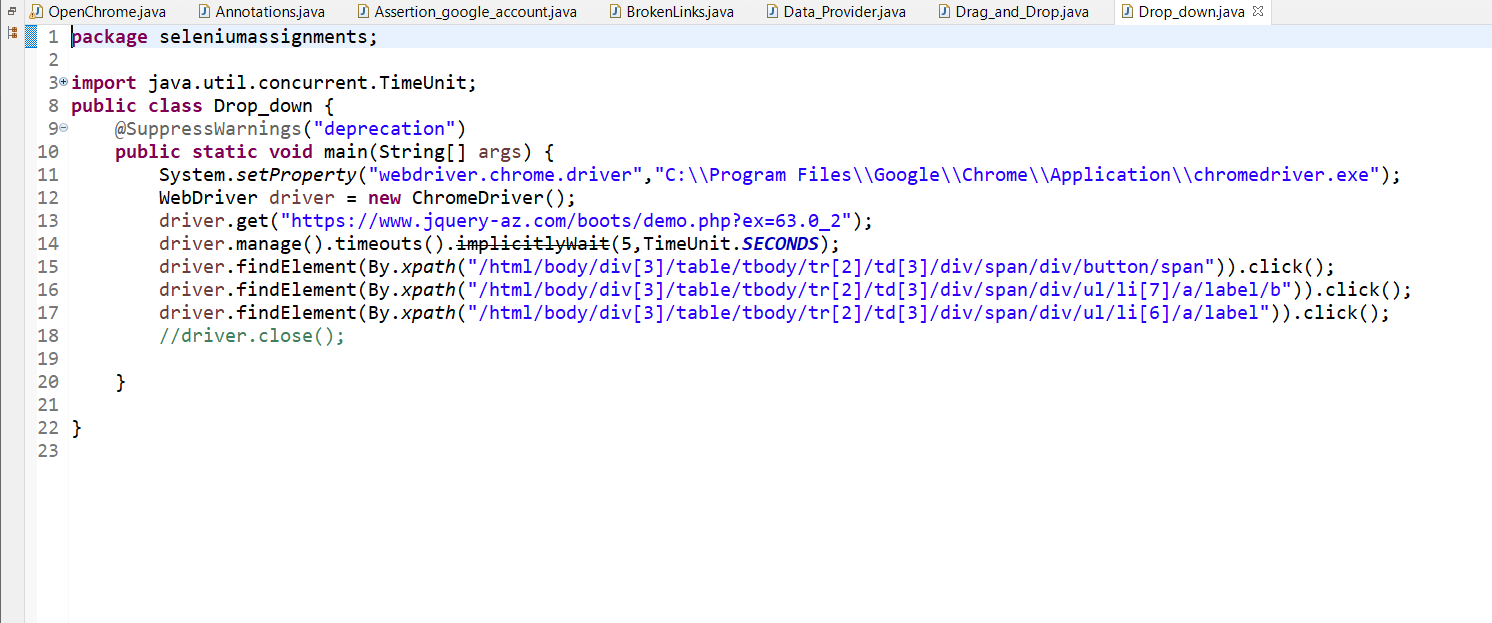 OpenChrome.java Annotations.java Assertion_google_account.java BrokenLinks.java Data_Provider.java Drag_and_Drop.java Drop_down.java
1 package seleniumassignments;
2
3 import java.util.concurrent.TimeUnit;
8 public class Drop_down {
9 @SuppressWarnings("deprecation")
10 public static void main(String[] args) {
11 System.setProperty("webdriver.chrome.driver","C:\\Program Files\\Google\\Chrome\\Application\\chromedriver.exe");
12 WebDriver driver = new ChromeDriver();
13 driver.get("https://www.jquery-az.com/boots/demo.php?ex=63.0_2");
14 driver.manage().timeouts().implicitlyWait(5,TimeUnit.SECONDS);
15 driver.findElement(By.xpath("/html/body/div[3]/table/tbody/tr[2]/td[3]/div/span/div/button/span")).click();
16 driver.findElement(By.xpath("/html/body/div[3]/table/tbody/tr[2]/td[3]/div/span/div/ul/li[7]/a/label/b")).click();
17 driver.findElement(By.xpath("/html/body/div[3]/table/tbody/tr[2]/td[3]/div/span/div/ul/li[6]/a/label")).click();
18 //driver.close();
19
20 }
21
22 }
23